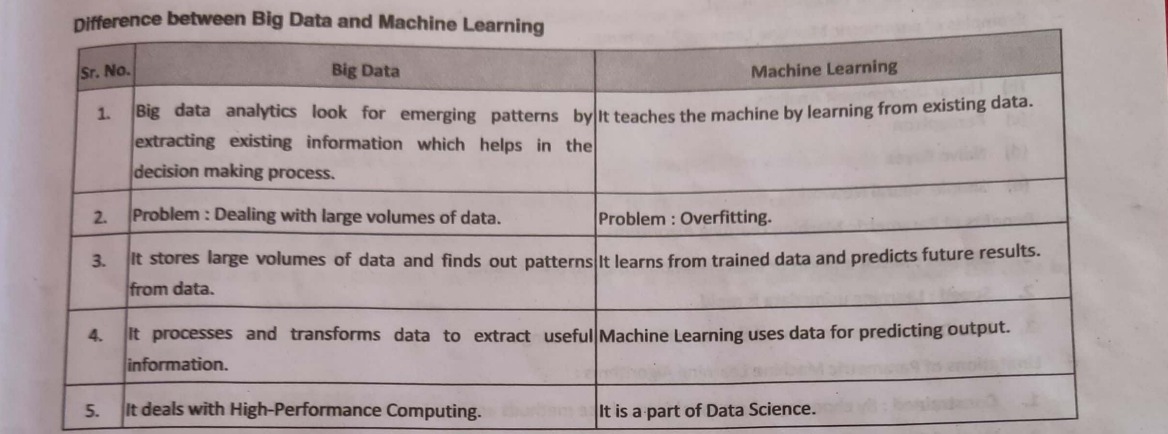 Difference between Big Data and Machine Learning
Sr. No. Big Data Machine Learning
1. Big data analytics look for emerging patterns by It teaches the machine by learning from existing data.
extracting existing information which helps in the
decision making process.
2. Problem : Dealing with large volumes of data. Problem : Overfitting.
3. It stores large volumes of data and finds out patterns It learns from trained data and predicts future results.
from data.
4. It processes and transforms data to extract useful Machine Learning uses data for predicting output.
information.
5. It deals with High-Performance Computing. It is a part of Data Science.